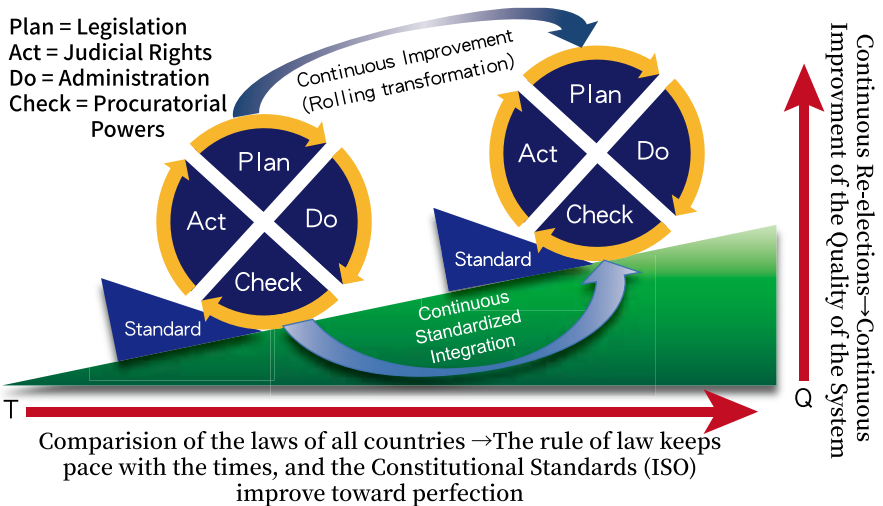 Plan = Legislation
Act = Judicial Rights
Do = Administration
Check = Procuratorial
Powers
Continuous Improvement
(Rolling transformation)
Plan
Act
Do
Check
Standard
Plan
Act
Do
Check
Standard
Continuous
Standardized
Integration
T
Q
Comparision of the laws of all countries →The rule of law keeps
pace with the times, and the Constitutional Standards (ISO)
improve toward perfection
Continuous Re-elections→Continuous
Improvment of the Quality of the System